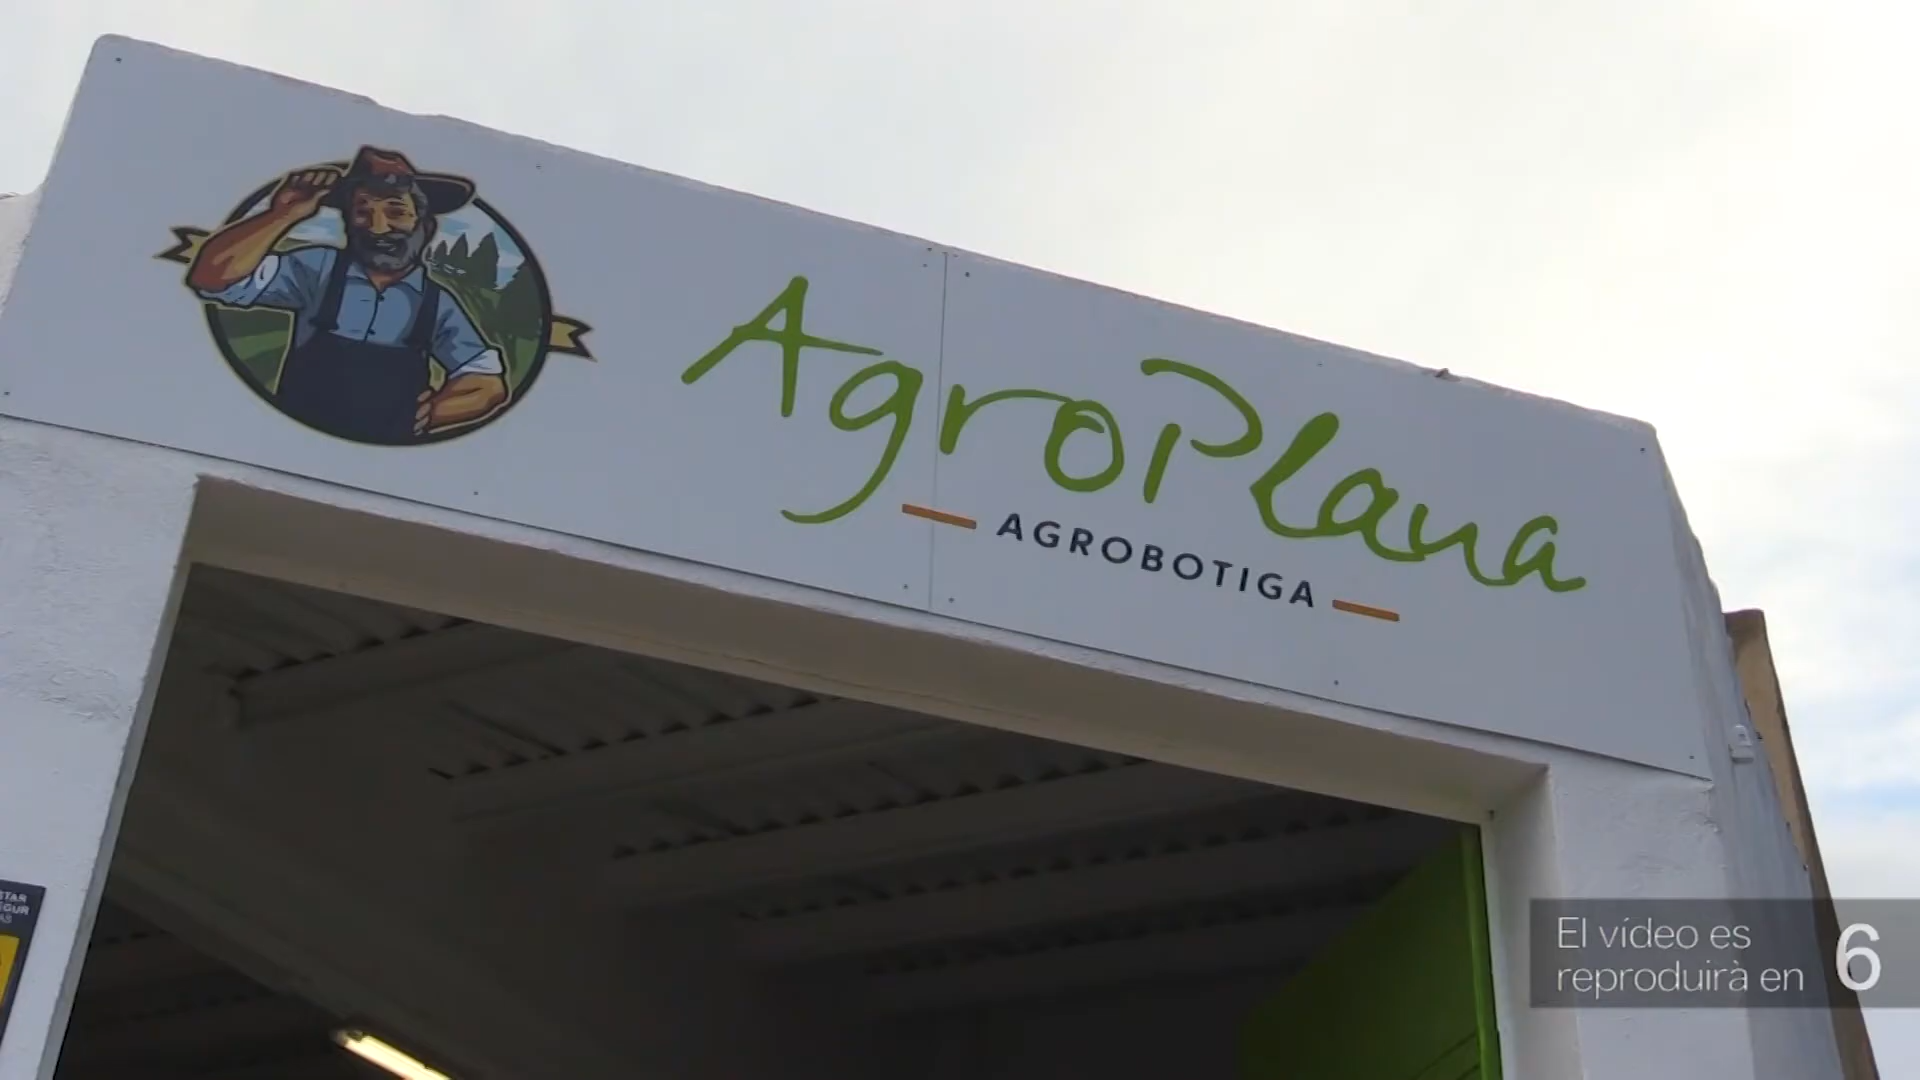 AgroPlana
AGROBOTIGA
El vídeo es
reproduirà en
6